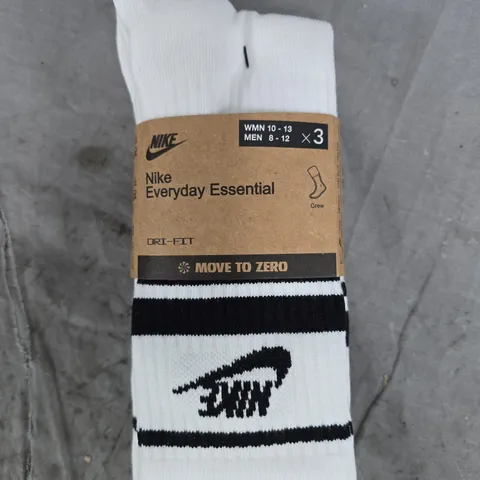 NIKE
WMN 10 - 13
MEN 8 - 12
×3
Nike
Everyday Essential
Crew
DRI-FIT
MOVE TO ZERO
NIKE